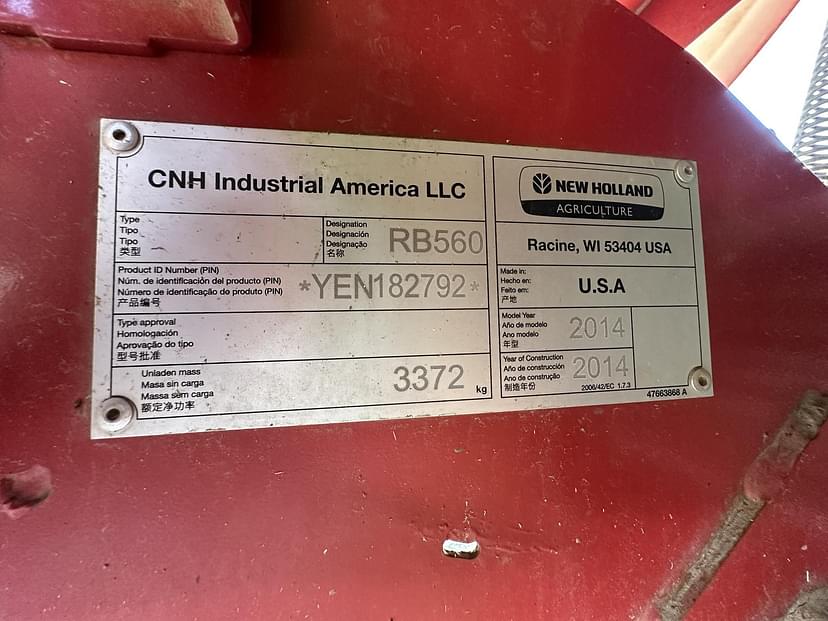 CNH Industrial America LLC
Type
Tipo
Tipo
类型
Designation
Designación
Designação
名称
RB560
Product ID Number (PIN)
Núm. de identificación del producto (PIN)
Número de identificação do produto (PIN)
产品编号
*YEN182792*
Type approval
Homologación
Aprovação do tipo
型号批准
Unladen mass
Masa sin carga
Massa sem carga
额定净功率
3372 kg
NEW HOLLAND
AGRICULTURE
Racine, WI 53404 USA
Made in:
Hecho en:
Feito em:
产地
U.S.A
Model Year
Año de modelo
Ano modelo
年型
2014
Year of Construction
Año de construcción
Ano de construção
制造年份
2014
2006/42/EC 1.7.3
47663868 A